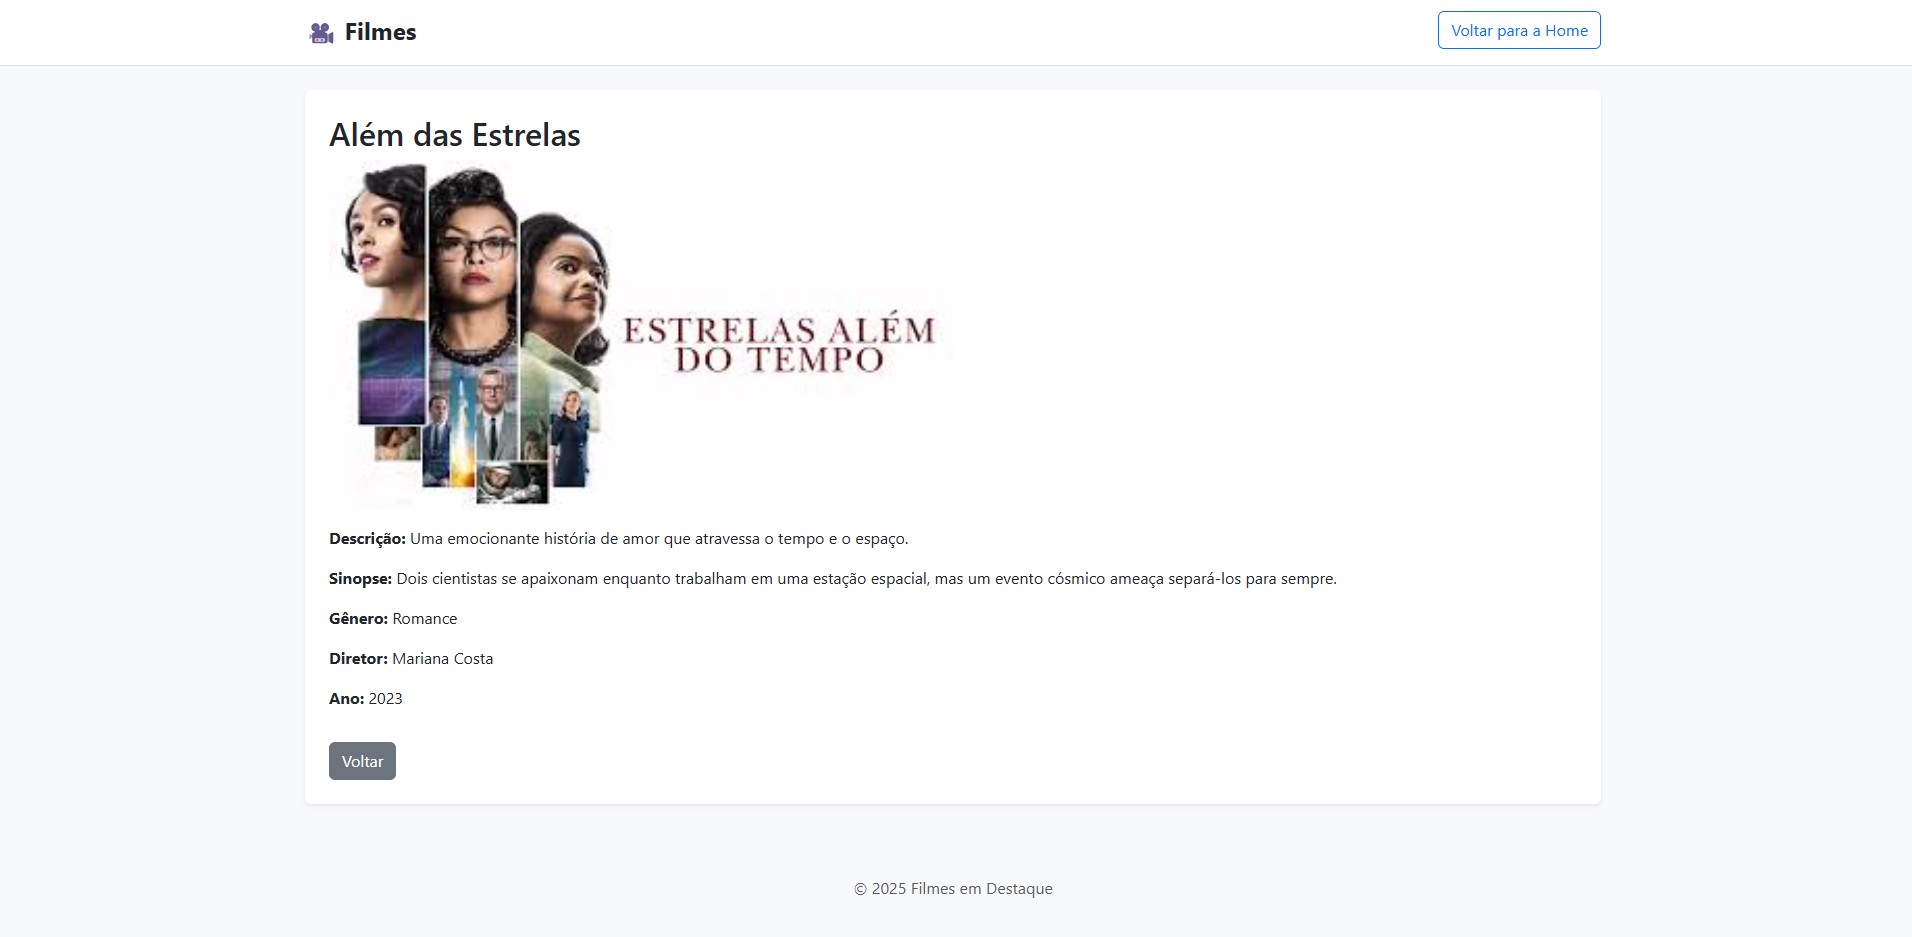 Filmes
Voltar para a Home
Além das Estrelas
ESTRELAS ALÉM
DO TEMPO
Descrição: Uma emocionante história de amor que atravessa o tempo e o espaço.
Sinopse: Dois cientistas se apaixonam enquanto trabalham em uma estação espacial, mas um evento cósmico ameaça separá-los para sempre.
Gênero: Romance
Diretor: Mariana Costa
Ano: 2023
Voltar
© 2025 Filmes em Destaque